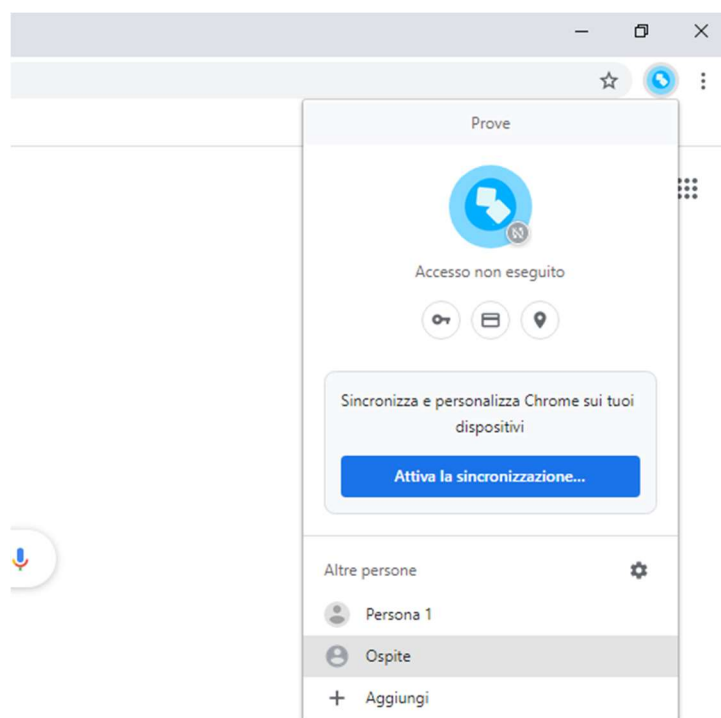 Prove
Accesso non eseguito
Sincronizza e personalizza Chrome sui tuoi
dispositivi
Attiva la sincronizzazione...
Altre persone
Persona 1
Ospite
Aggiungi